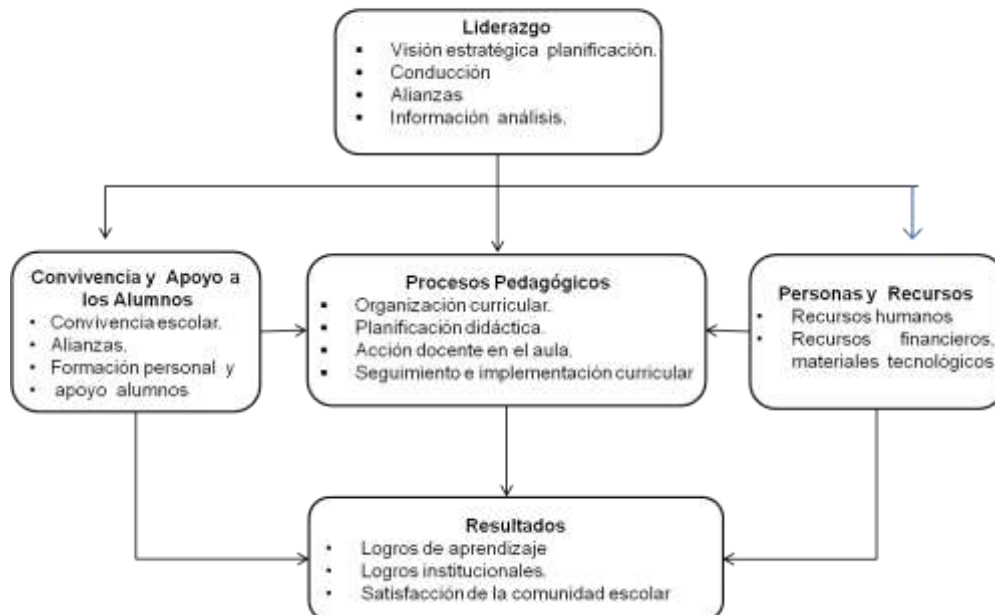 Liderazgo
▪ Visión estratégica planificación.
▪ Conducción
▪ Alianzas
▪ Información análisis.
Convivencia y Apoyo a
los Alumnos
• Convivencia escolar.
• Alianzas.
• Formación personal y
• apoyo alumnos
Procesos Pedagógicos
▪ Organización curricular.
▪ Planificación didáctica.
▪ Acción docente en el aula.
▪ Seguimiento e implementación curricular
Personas y Recursos
• Recursos humanos
• Recursos financieros,
materiales tecnológicos
Resultados
• Logros de aprendizaje
• Logros institucionales.
• Satisfacción de la comunidad escolar